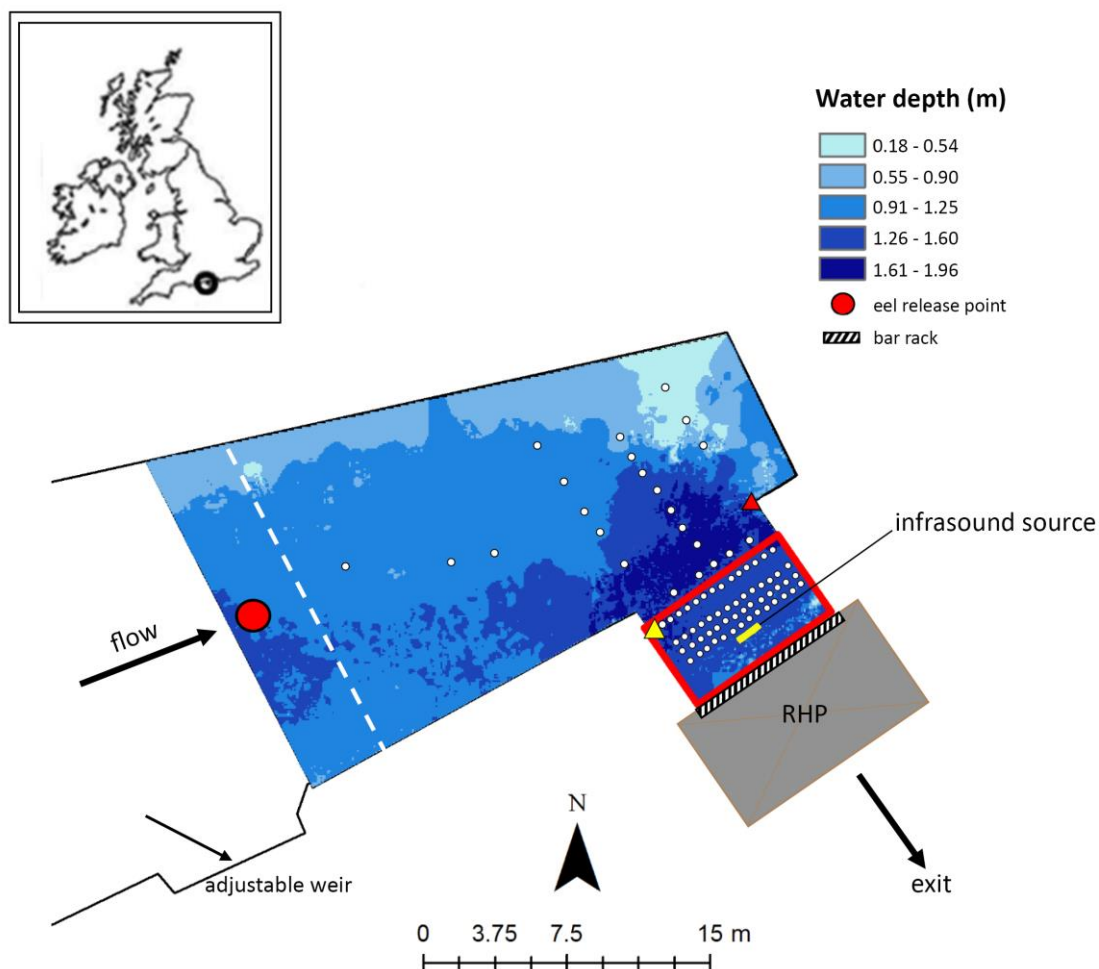 Water depth (m)
0.18 - 0.54
0.55 - 0.90
0.91 - 1.25
1.26 - 1.60
1.61 - 1.96
eel release point
bar rack
infrasound source
flow
RHP
N
adjustable weir
exit
0 3.75 7.5 15 m